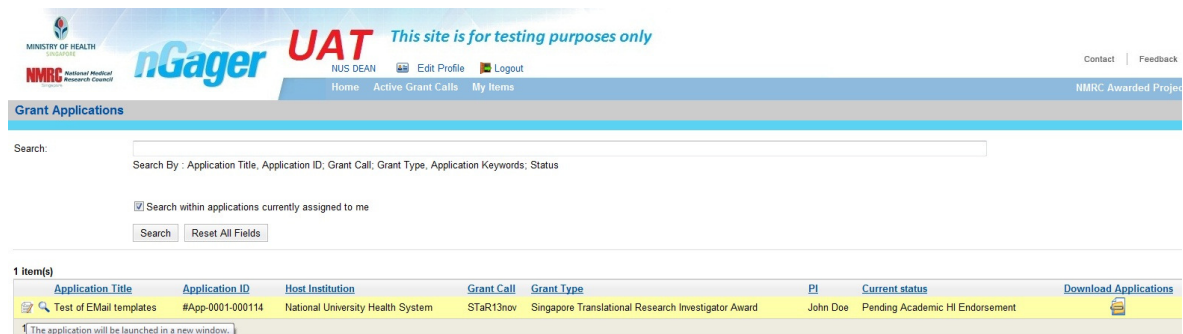 MINISTRY OF HEALTH
SINGAPORE
NMRC National Medical Research Council
nGager
UAT This site is for testing purposes only
NUS DEAN Edit Profile Logout
Contact Feedback
Home Active Grant Calls My Items NMRC Awarded Projec
Grant Applications
Search:
Search By : Application Title, Application ID; Grant Call; Grant Type, Application Keywords; Status
Search within applications currently assigned to me
Search Reset All Fields
1 item(s)
Application Title Application ID Host Institution Grant Call Grant Type PI Current status Download Applications
Test of EMail templates #App-0001-000114 National University Health System STaR13nov Singapore Translational Research Investigator Award John Doe Pending Academic HI Endorsement
1 The application will be launched in a new window.